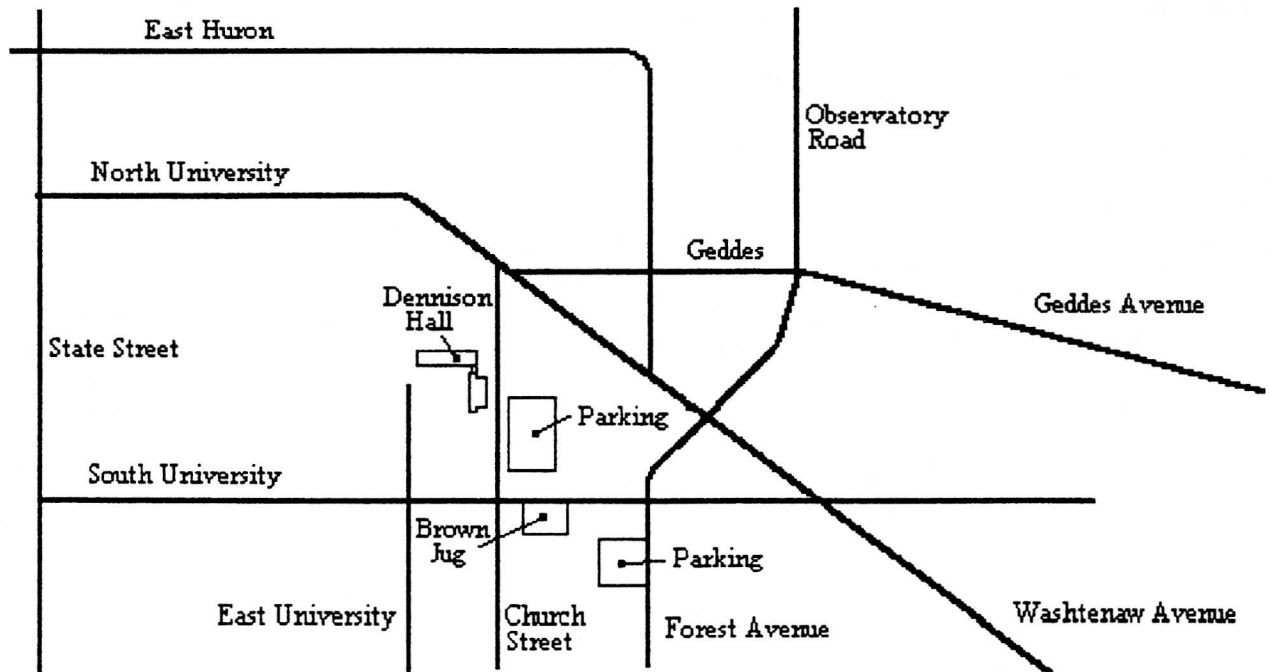 East Huron
Observatory
Road
North University
Geddes
Dennison
Hall
Geddes Avenue
State Street
Parking
South University
Brown
Jug
Parking
East University
Church
Street
Forest Avenue
Washtenaw Avenue